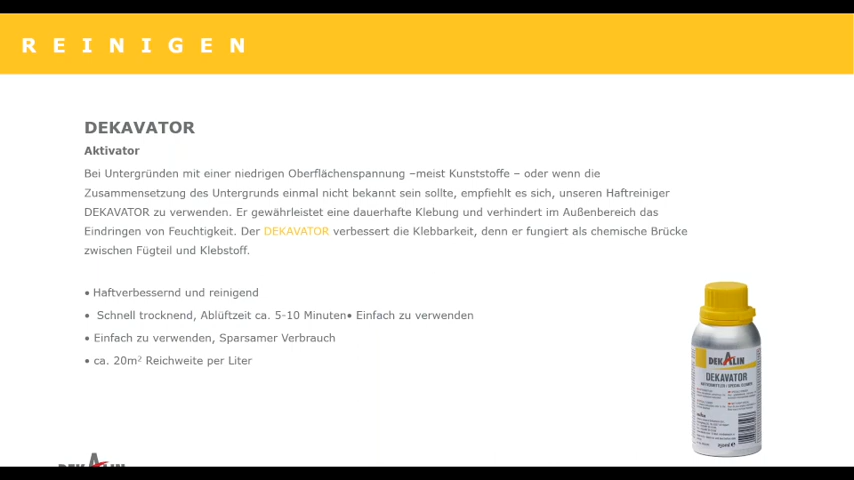 REINIGEN
DEKAVATOR
Aktivator
Bei Untergründen mit einer niedrigen Oberflächenspannung –meist Kunststoffe – oder wenn die
Zusammensetzung des Untergrunds einmal nicht bekannt sein sollte, empfiehlt es sich, unseren Haftreiniger
DEKAVATOR zu verwenden. Er gewährleistet eine dauerhafte Klebung und verhindert im Außenbereich das
Eindringen von Feuchtigkeit. Der DEKAVATOR verbessert die Klebbarkeit, denn er fungiert als chemische Brücke
zwischen Fügteil und Klebstoff.
• Haftverbessernd und reinigend
• Schnell trocknend, Ablüftzeit ca. 5-10 Minuten• Einfach zu verwenden
• Einfach zu verwenden, Sparsamer Verbrauch
• ca. 20m² Reichweite per Liter
DEKALIN
DEKAVATOR
DEKALIN